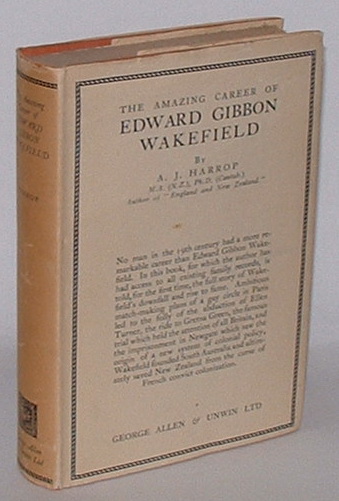 THE AMAZING CAREER OF
EDWARD GIBBON
WAKEFIELD
By
A. J. HARROP
M.A. (N.Z.), Ph.D. (Cantab.)
Author of "England and New Zealand"
No man in the 19th century had a more re-
markable career than Edward Gibbon Wake-
field. In this book, for which the author has
had access to all existing family records, is
told, for the first time, the full story of Wake-
field's downfall and rise to fame. Ambitious
match-making plans of a gay circle in Paris
led to the folly of the abduction of Ellen
Turner, the ride to Gretna Green, the famous
trial which held the attention of all Britain, and
the imprisonment in Newgate which saw the
origin of a new system of colonial policy.
Wakefield founded South Australia and ultim-
ately saved New Zealand from the curse of
French convict colonisation.
GEORGE ALLEN & UNWIN LTD